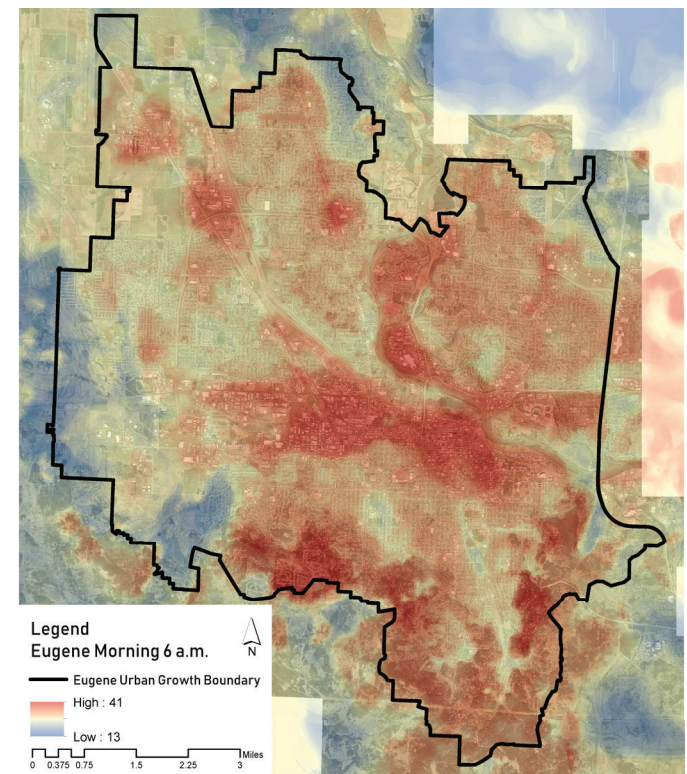 Legend
Eugene Morning 6 a.m.
N
Eugene Urban Growth Boundary
High : 41
Low : 13
Miles
0 0.375 0.75 1.5 2.25 3